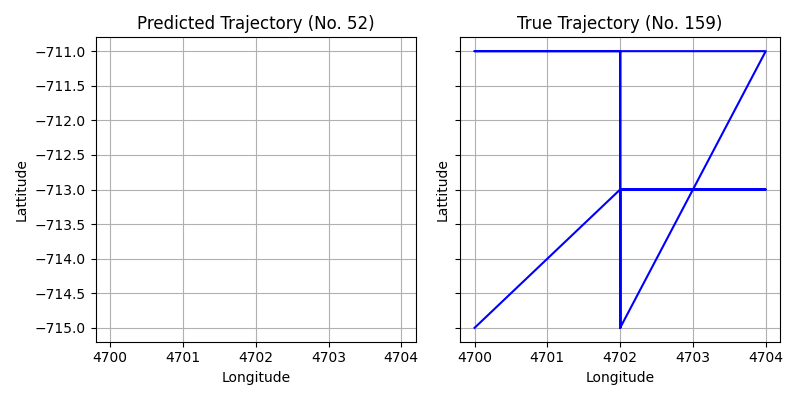 Predicted Trajectory (No. 52)
−711.0
−711.5
−712.0
−712.5
−713.0
−713.5
−714.0
−714.5
−715.0
Lattitude
4700 4701 4702 4703 4704
Longitude
True Trajectory (No. 159)
Lattitude
4700 4701 4702 4703 4704
Longitude